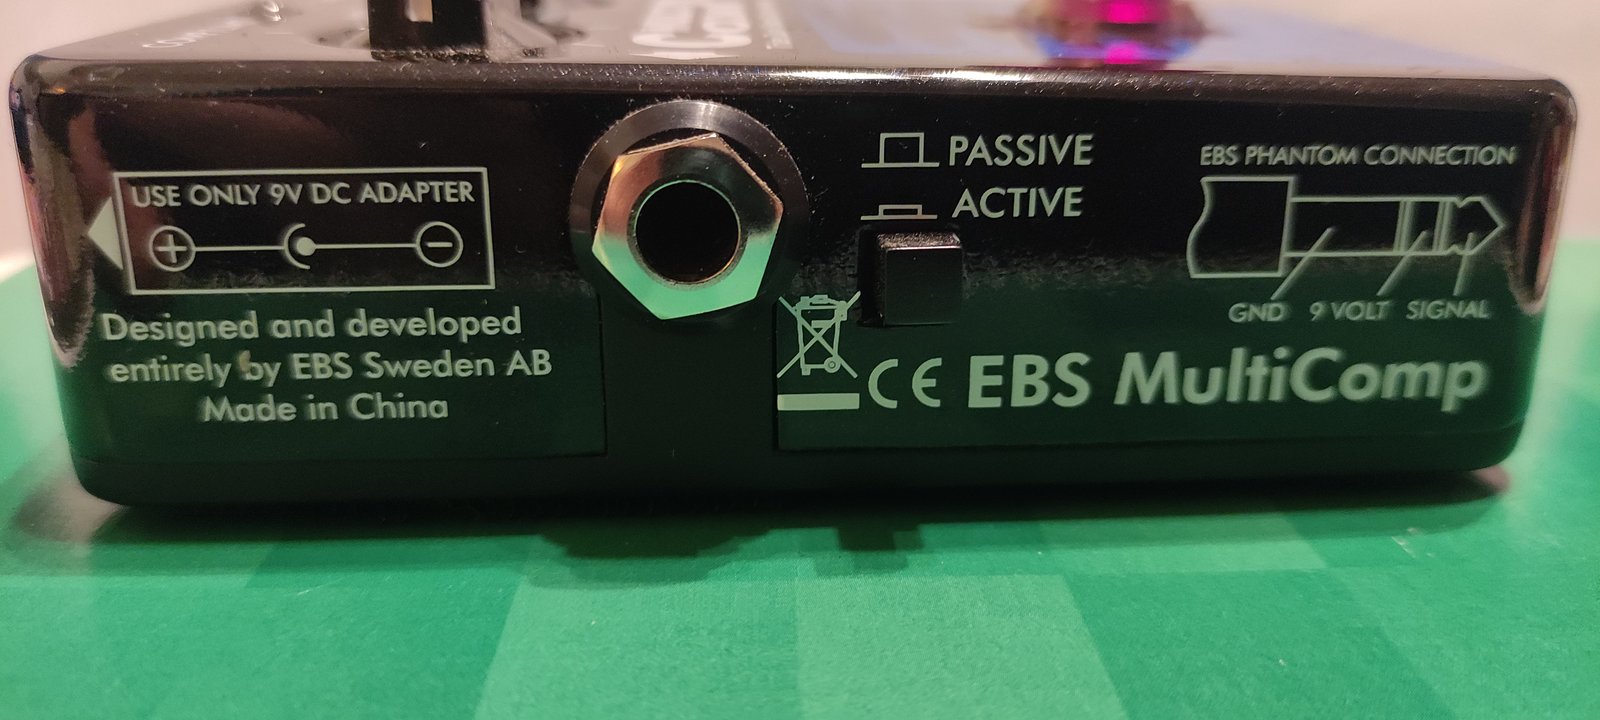 USE ONLY 9V DC ADAPTER
+ −
Designed and developed
entirely by EBS Sweden AB
Made in China
PASSIVE
ACTIVE
EBS PHANTOM CONNECTION
GND 9 VOLT SIGNAL
CE EBS MultiComp